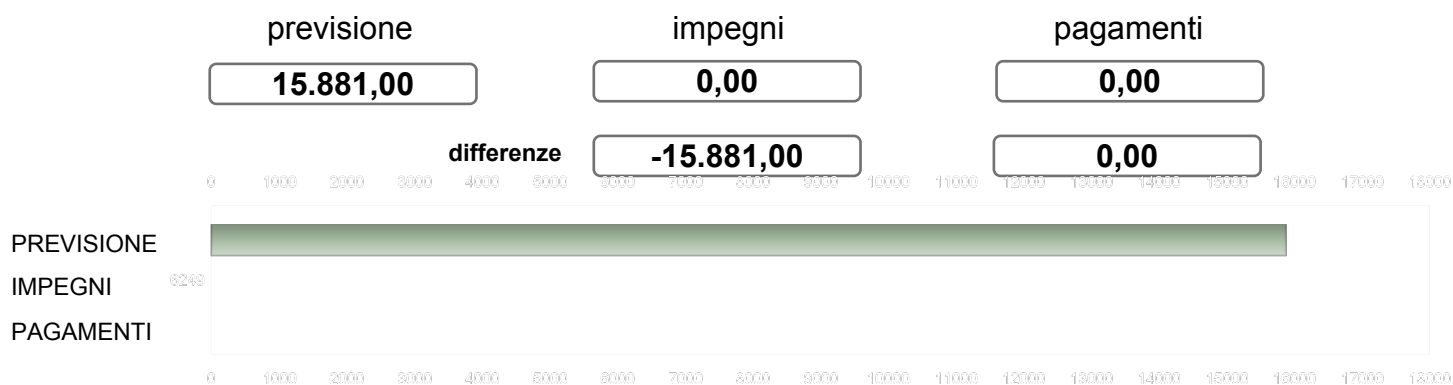 previsione impegni pagamenti
15.881,00 0,00 0,00
differenze -15.881,00 0,00
0 1000 2000 3000 4000 5000 6000 7000 8000 9000 10000 11000 12000 13000 14000 15000 16000 17000 18000
PREVISIONE
6249
IMPEGNI
PAGAMENTI
0 1000 2000 3000 4000 5000 6000 7000 8000 9000 10000 11000 12000 13000 14000 15000 16000 17000 18000